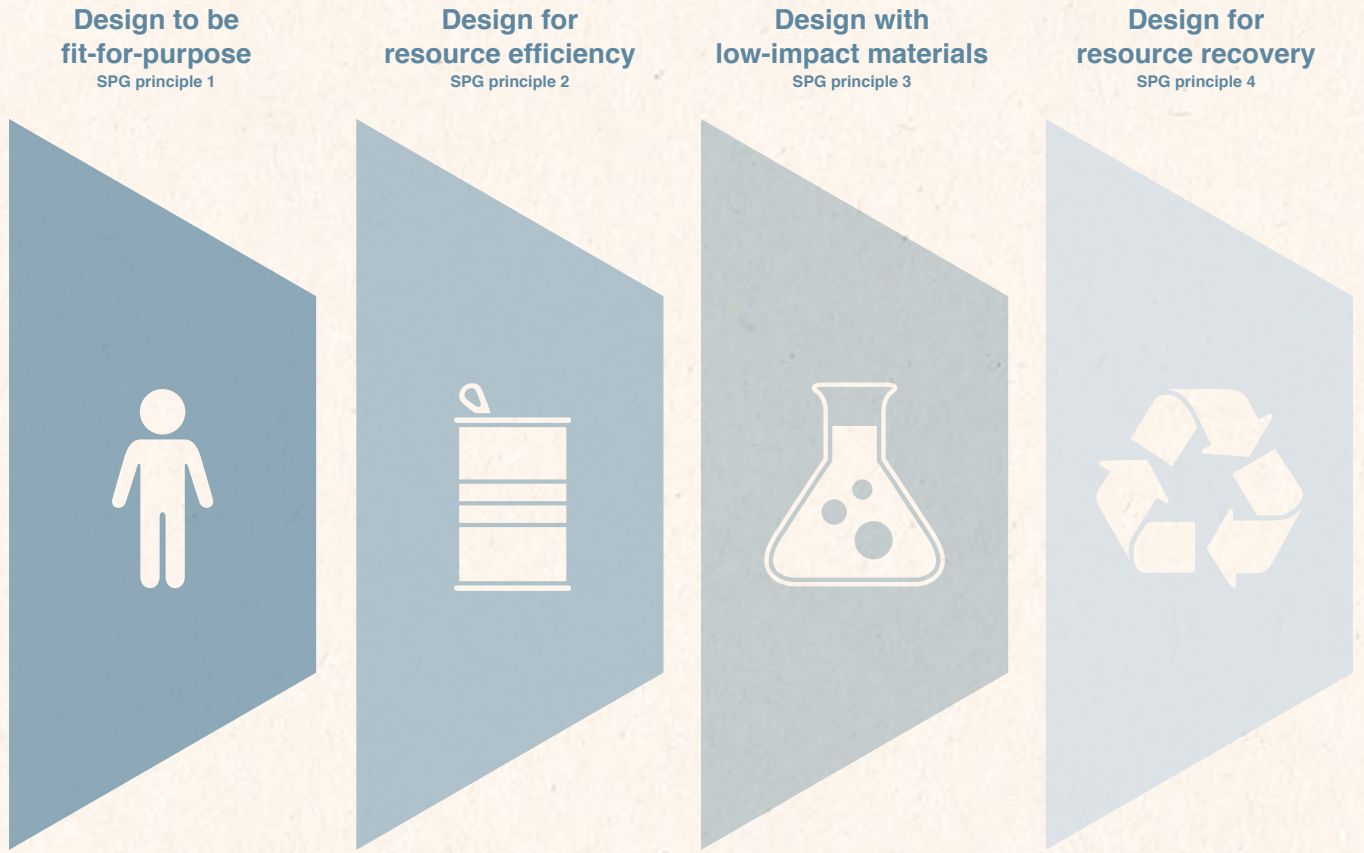 Design to be
fit-for-purpose
SPG principle 1
Design for
resource efficiency
SPG principle 2
Design with
low-impact materials
SPG principle 3
Design for
resource recovery
SPG principle 4